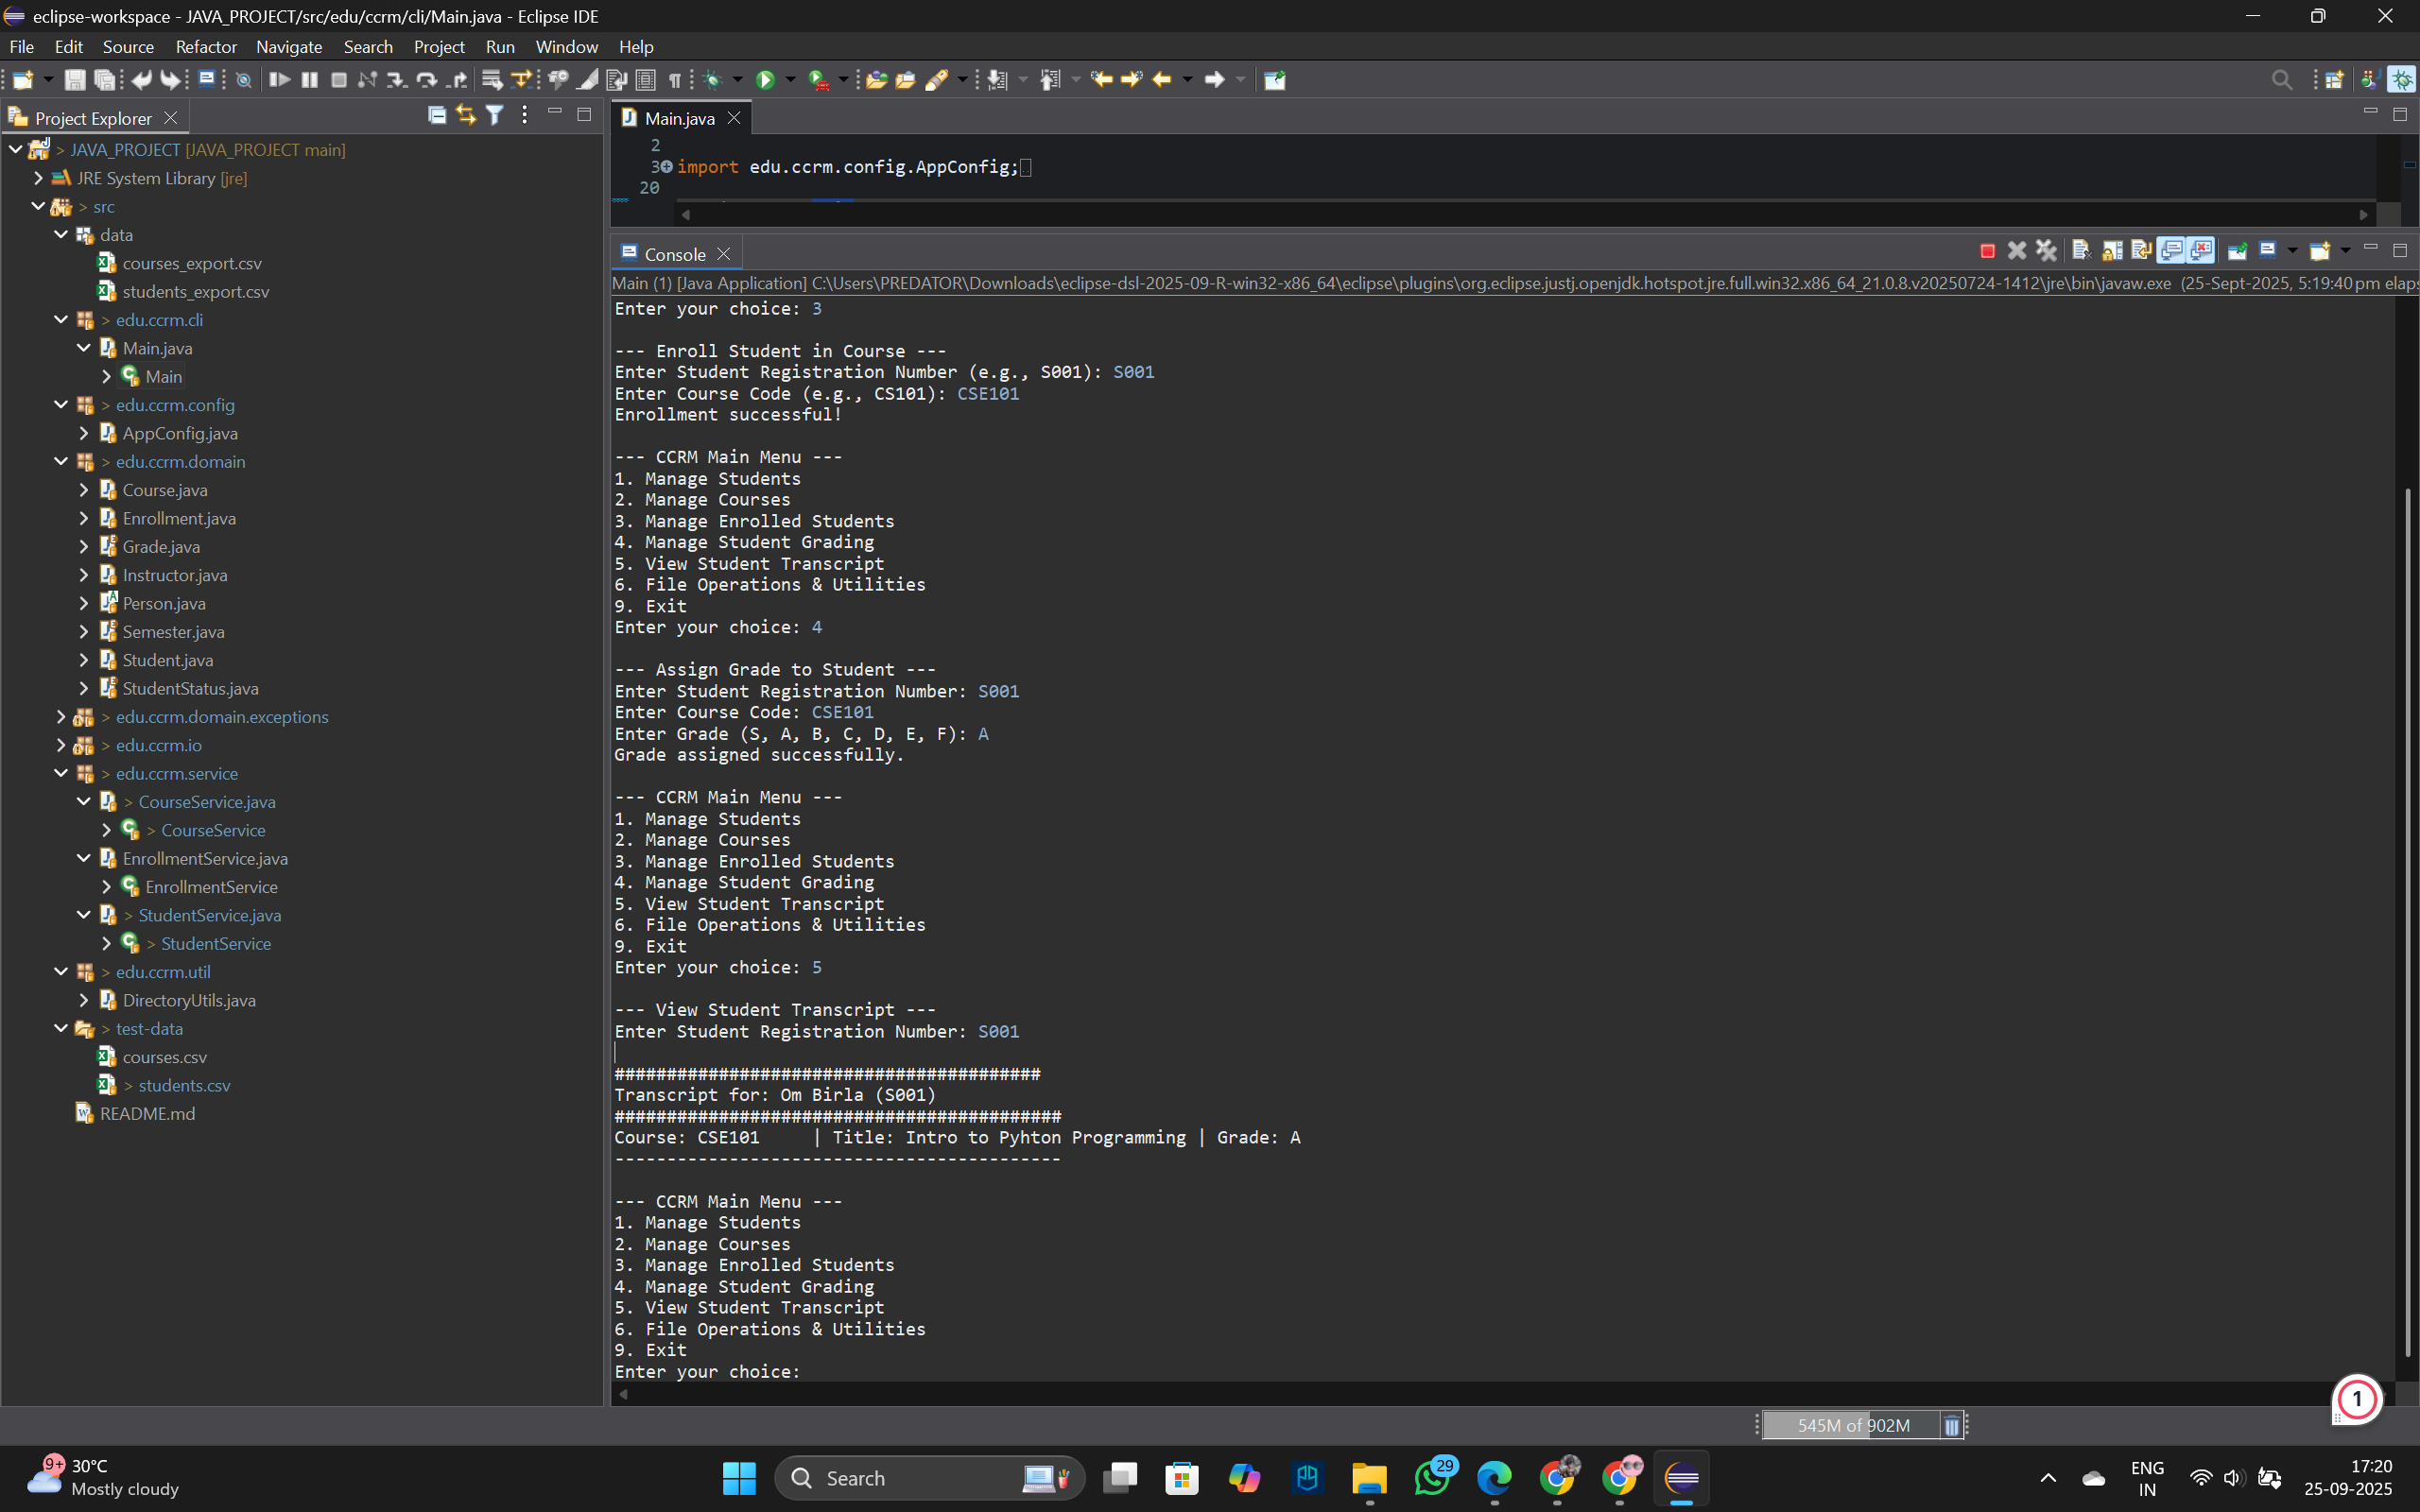 eclipse-workspace - JAVA_PROJECT/src/edu/ccrm/cli/Main.java - Eclipse IDE
File Edit Source Refactor Navigate Search Project Run Window Help
Project Explorer
> JAVA_PROJECT [JAVA_PROJECT main]
JRE System Library [jre]
> src
data
courses_export.csv
students_export.csv
> edu.ccrm.cli
Main.java
Main
> edu.ccrm.config
AppConfig.java
> edu.ccrm.domain
Course.java
Enrollment.java
Grade.java
Instructor.java
Person.java
Semester.java
Student.java
StudentStatus.java
> edu.ccrm.domain.exceptions
> edu.ccrm.io
> edu.ccrm.service
> CourseService.java
> CourseService
EnrollmentService.java
EnrollmentService
> StudentService.java
> StudentService
> edu.ccrm.util
DirectoryUtils.java
> test-data
courses.csv
> students.csv
README.md
Main.java
2
3 import edu.ccrm.config.AppConfig;
20
Console
Main (1) [Java Application] C:\Users\PREDATOR\Downloads\eclipse-dsl-2025-09-R-win32-x86_64\eclipse\plugins\org.eclipse.justj.openjdk.hotspot.jre.full.win32.x86_64_21.0.8.v20250724-1412\jre\bin\javaw.exe (25-Sept-2025, 5:19:40 pm elaps
Enter your choice: 3
--- Enroll Student in Course ---
Enter Student Registration Number (e.g., S001): S001
Enter Course Code (e.g., CS101): CSE101
Enrollment successful!
--- CCRM Main Menu ---
1. Manage Students
2. Manage Courses
3. Manage Enrolled Students
4. Manage Student Grading
5. View Student Transcript
6. File Operations & Utilities
9. Exit
Enter your choice: 4
--- Assign Grade to Student ---
Enter Student Registration Number: S001
Enter Course Code: CSE101
Enter Grade (S, A, B, C, D, E, F): A
Grade assigned successfully.
--- CCRM Main Menu ---
1. Manage Students
2. Manage Courses
3. Manage Enrolled Students
4. Manage Student Grading
5. View Student Transcript
6. File Operations & Utilities
9. Exit
Enter your choice: 5
--- View Student Transcript ---
Enter Student Registration Number: S001
#########################################
Transcript for: Om Birla (S001)
###########################################
Course: CSE101 | Title: Intro to Pyhton Programming | Grade: A
-------------------------------------------
--- CCRM Main Menu ---
1. Manage Students
2. Manage Courses
3. Manage Enrolled Students
4. Manage Student Grading
5. View Student Transcript
6. File Operations & Utilities
9. Exit
Enter your choice:
1
545M of 902M
9+
30°C
Mostly cloudy
Search
29
ENG
IN
17:20
25-09-2025